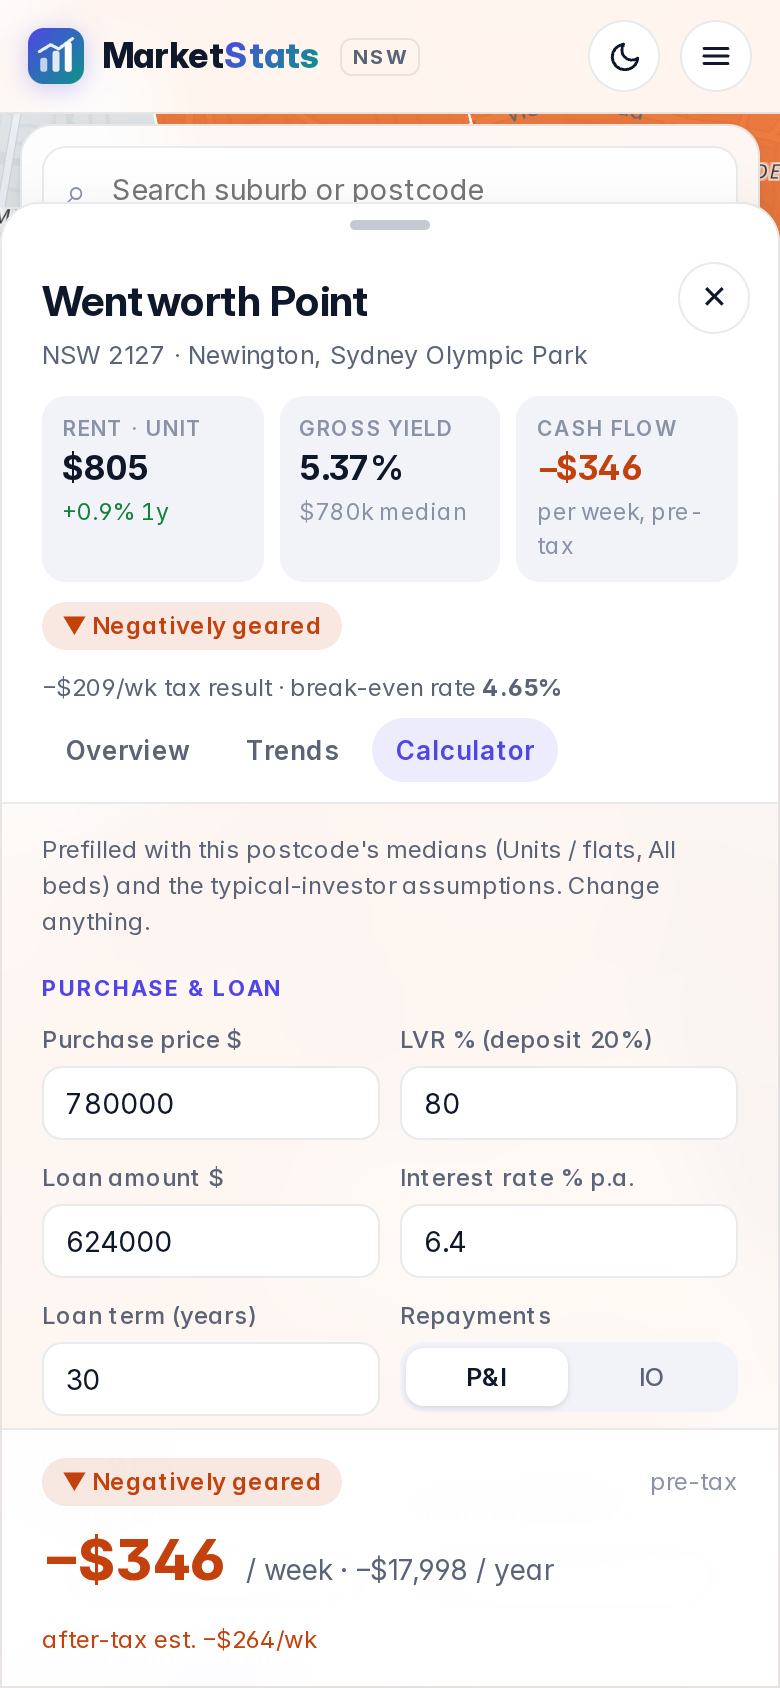 MarketStats NSW
Search suburb or postcode
Wentworth Point
NSW 2127 · Newington, Sydney Olympic Park
RENT · UNIT
$805
+0.9% 1y
GROSS YIELD
5.37%
$780k median
CASH FLOW
−$346
per week, pre-
tax
▼ Negatively geared
−$209/wk tax result · break-even rate 4.65%
Overview Trends Calculator
Prefilled with this postcode's medians (Units / flats, All
beds) and the typical-investor assumptions. Change
anything.
PURCHASE & LOAN
Purchase price $
780000
LVR % (deposit 20%)
80
Loan amount $
624000
Interest rate % p.a.
6.4
Loan term (years)
30
Repayments
P&I IO
▼ Negatively geared
pre-tax
−$346 / week · −$17,998 / year
after-tax est. −$264/wk